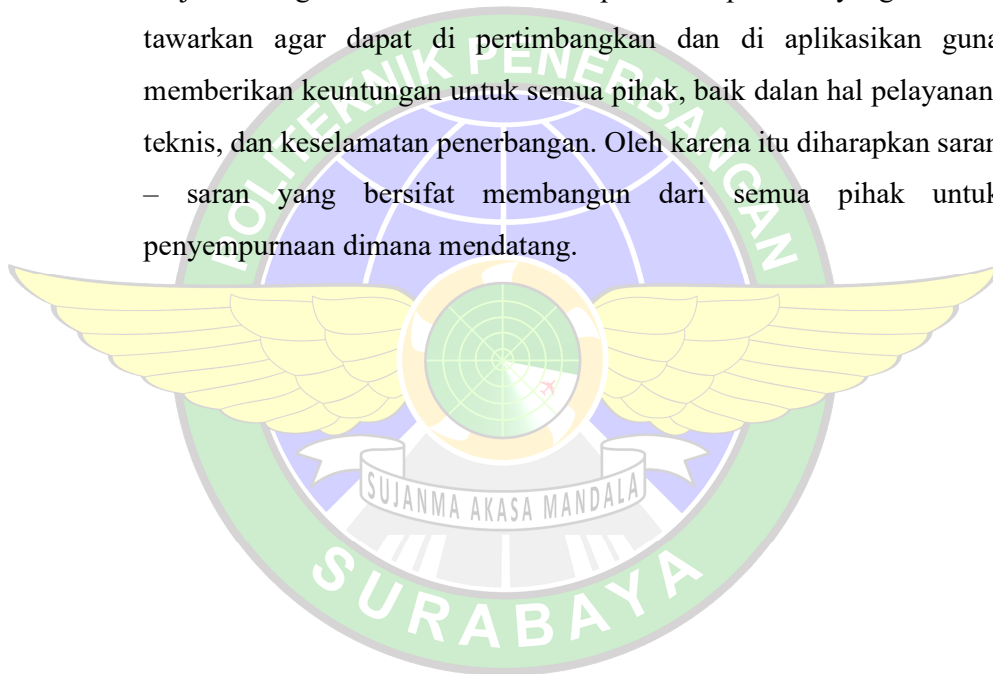 tawarkan agar dapat di pertimbangkan dan di aplikasikan guna
memberikan keuntungan untuk semua pihak, baik dalan hal pelayanan
teknis, dan keselamatan penerbangan. Oleh karena itu diharapkan saran
– saran yang bersifat membangun dari semua pihak untuk
penyempurnaan dimana mendatang.
POLITEKNIK PENERBANGAN
SUJANMA AKASA MANDALA
SURABAYA